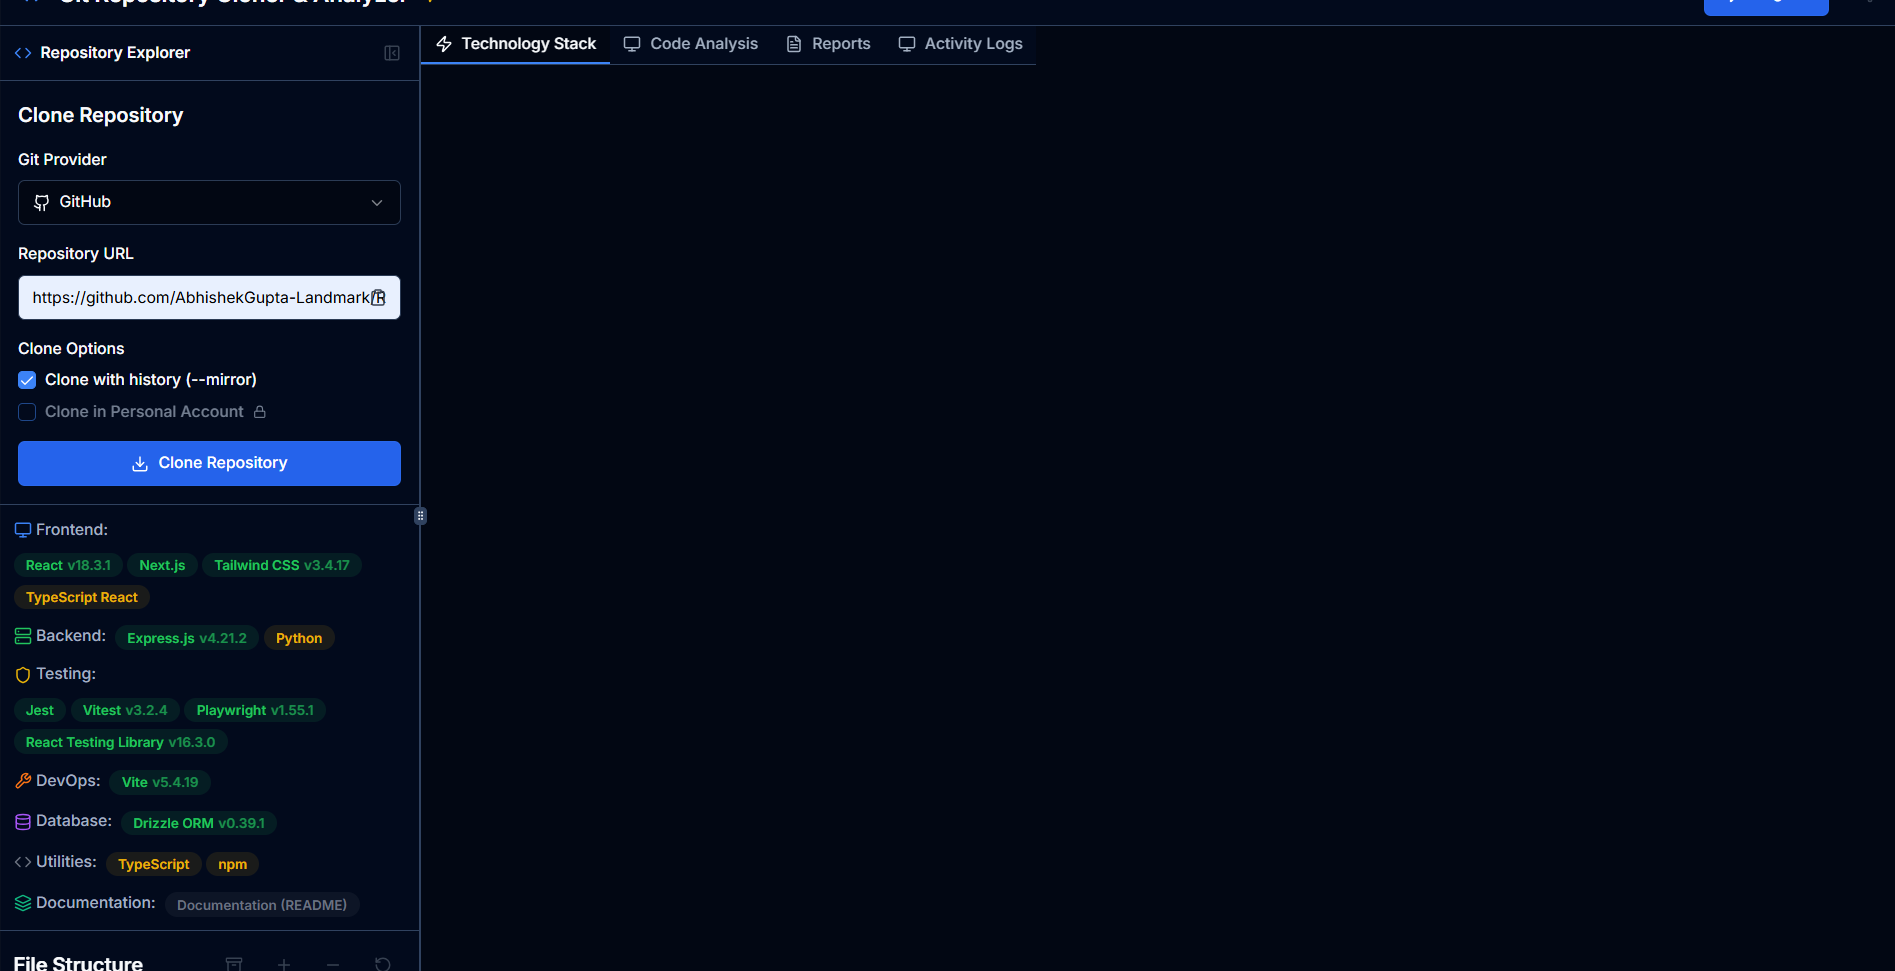 Git Repository Cloner & Analyzer
Repository Explorer
Technology Stack
Code Analysis
Reports
Activity Logs
Clone Repository
Git Provider
GitHub
Repository URL
https://github.com/AbhishekGupta-Landmark/R
Clone Options
Clone with history (--mirror)
Clone in Personal Account
Clone Repository
Frontend:
React v18.3.1 Next.js Tailwind CSS v3.4.17
TypeScript React
Backend: Express.js v4.21.2 Python
Testing:
Jest Vitest v3.2.4 Playwright v1.55.1
React Testing Library v16.3.0
DevOps: Vite v5.4.19
Database: Drizzle ORM v0.39.1
Utilities: TypeScript npm
Documentation: Documentation (README)
File Structure